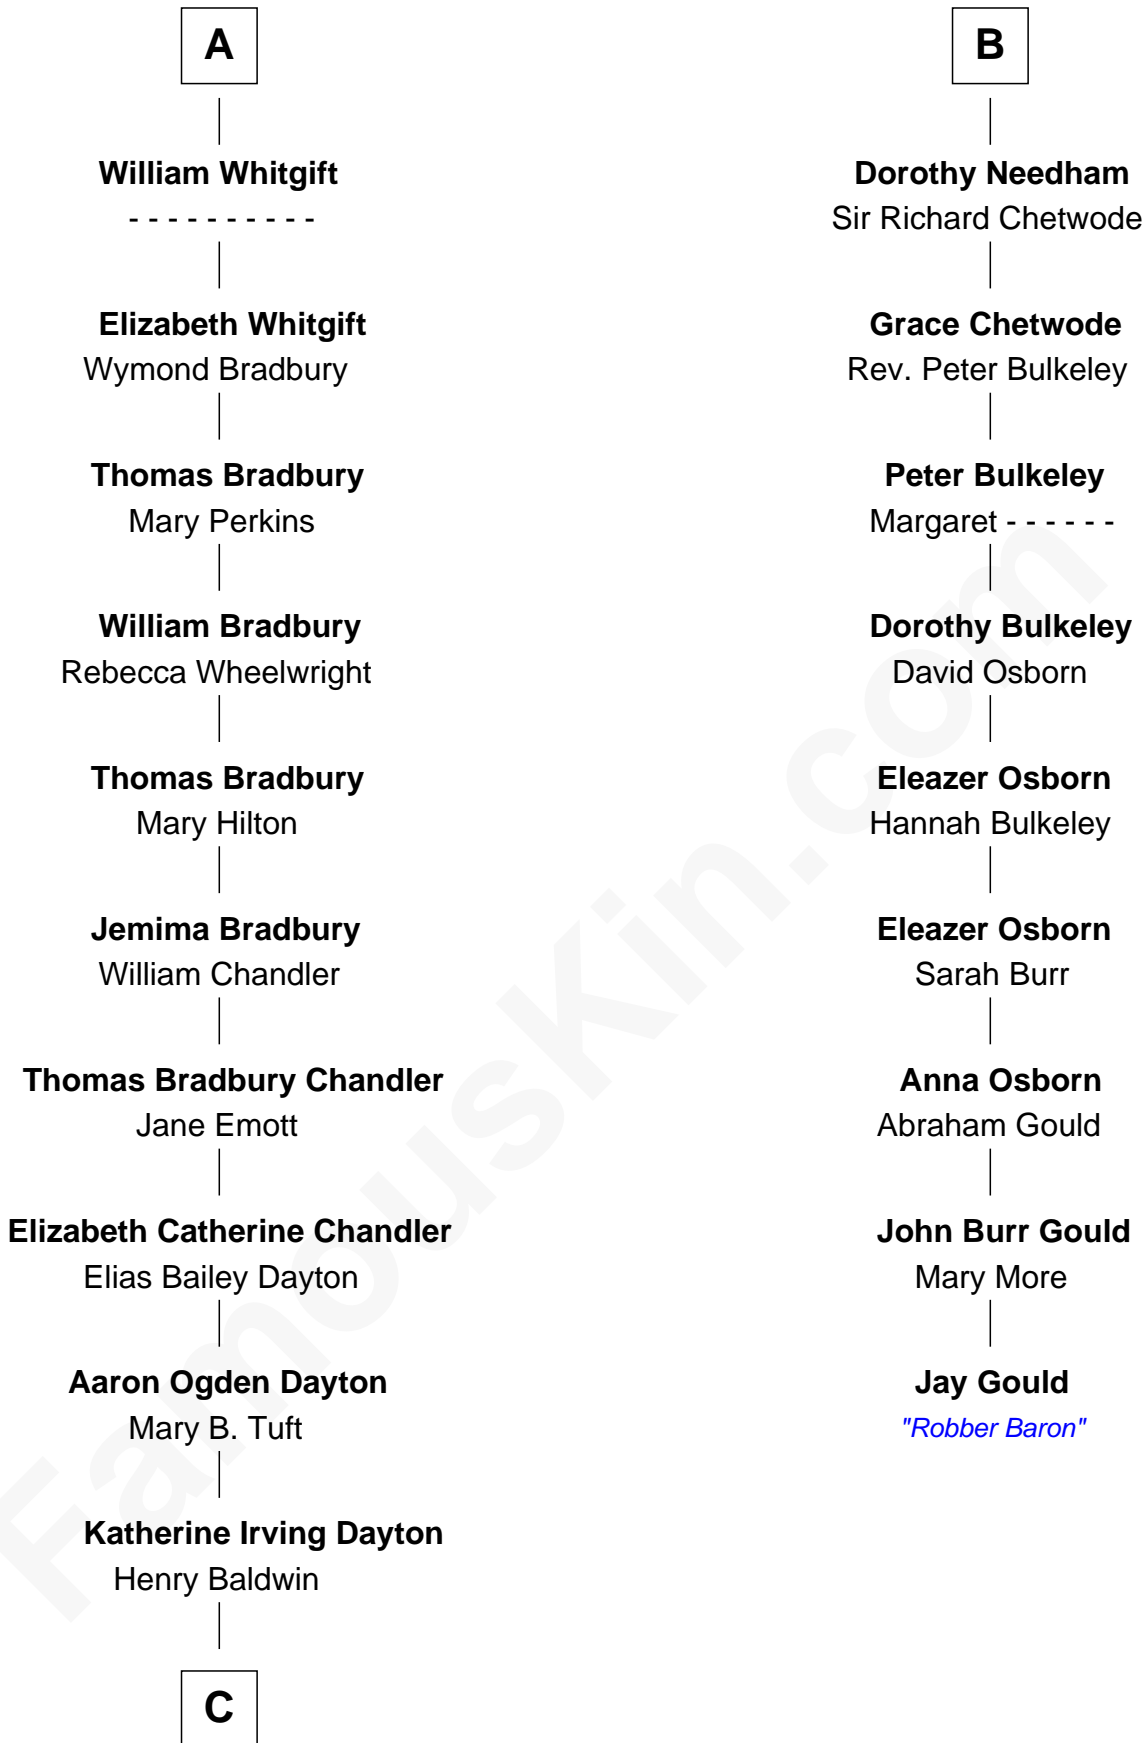 A
William Whitgift
- - - - - - - - - -
Elizabeth Whitgift
Wymond Bradbury
Thomas Bradbury
Mary Perkins
William Bradbury
Rebecca Wheelwright
Thomas Bradbury
Mary Hilton
Jemima Bradbury
William Chandler
Thomas Bradbury Chandler
Jane Emott
Elizabeth Catherine Chandler
Elias Bailey Dayton
Aaron Ogden Dayton
Mary B. Tuft
Katherine Irving Dayton
Henry Baldwin
C
B
Dorothy Needham
Sir Richard Chetwode
Grace Chetwode
Rev. Peter Bulkeley
Peter Bulkeley
Margaret - - - - - -
Dorothy Bulkeley
David Osborn
Eleazer Osborn
Hannah Bulkeley
Eleazer Osborn
Sarah Burr
Anna Osborn
Abraham Gould
John Burr Gould
Mary More
Jay Gould
"Robber Baron"
FamousKin.com